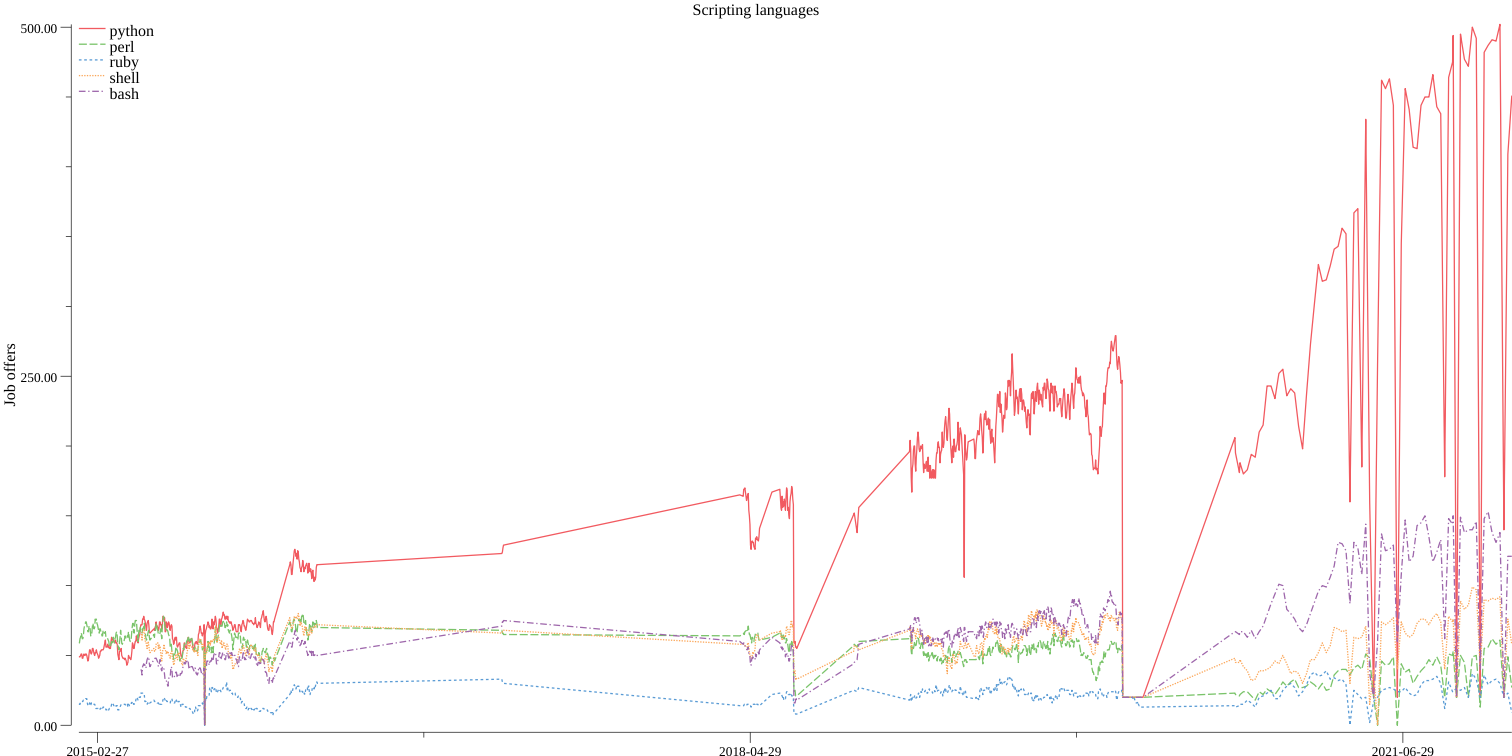 Scripting languages
500.00
python
perl
ruby
shell
bash
Job offers
250.00
0.00
2015-02-27
2018-04-29
2021-06-29